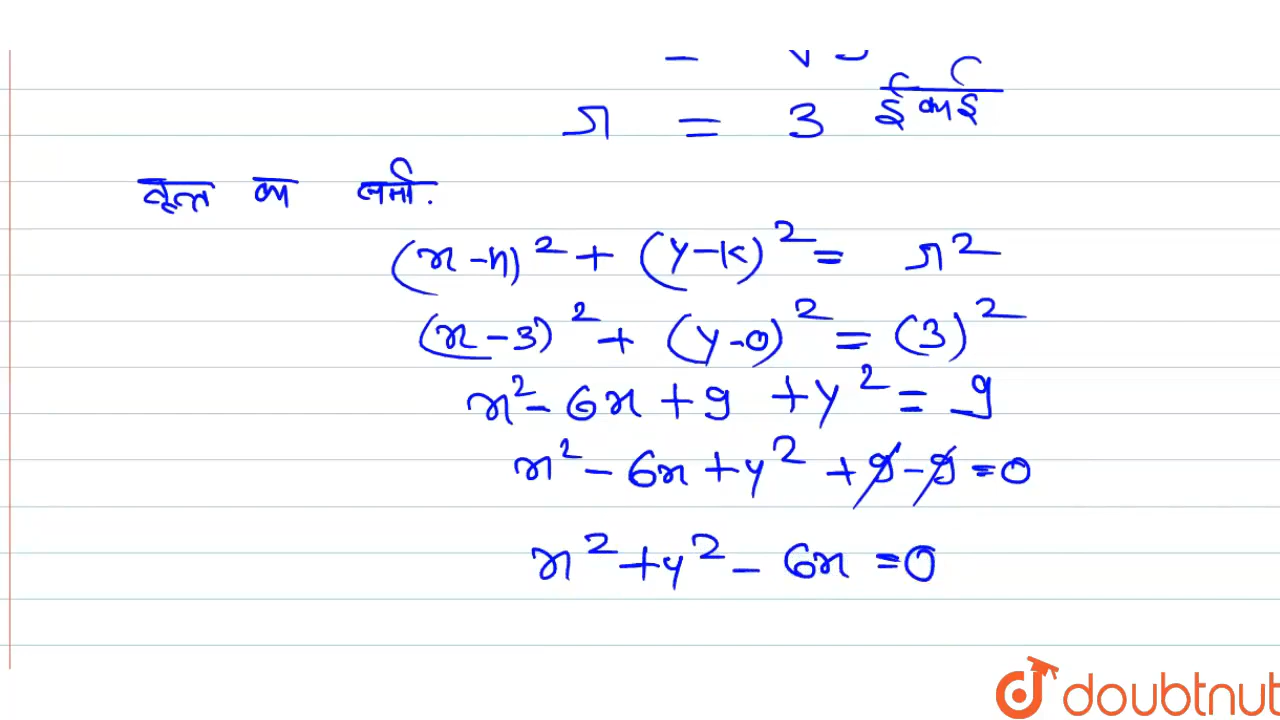 r = 3 ईकाई
वृत्त का समी.
(x-h)² + (y-k)² = r²
(x-3)² + (y-0)² = (3)²
x² - 6x + 9 + y² = 9
x² - 6x + y² + 9 - 9 = 0
x² + y² - 6x = 0
doubtnut